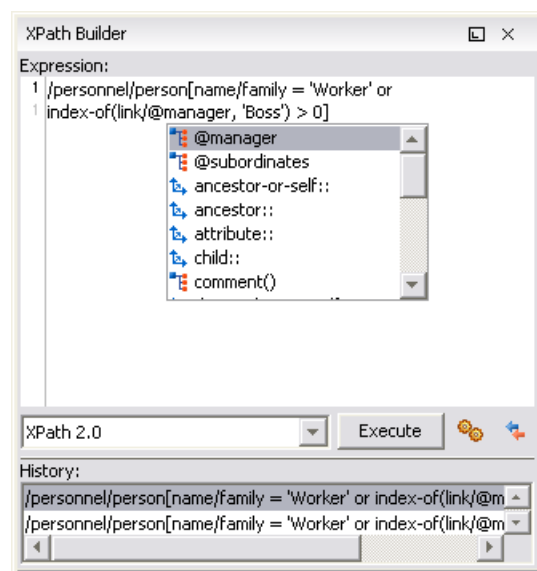 XPath Builder
Expression:
1 /personnel/person[name/family = 'Worker' or
1 index-of(link/@manager, 'Boss') > 0]
@manager
@subordinates
ancestor-or-self::
ancestor::
attribute::
child::
comment()
XPath 2.0
Execute
History:
/personnel/person[name/family = 'Worker' or index-of(link/@m
/personnel/person[name/family = 'Worker' or index-of(link/@m